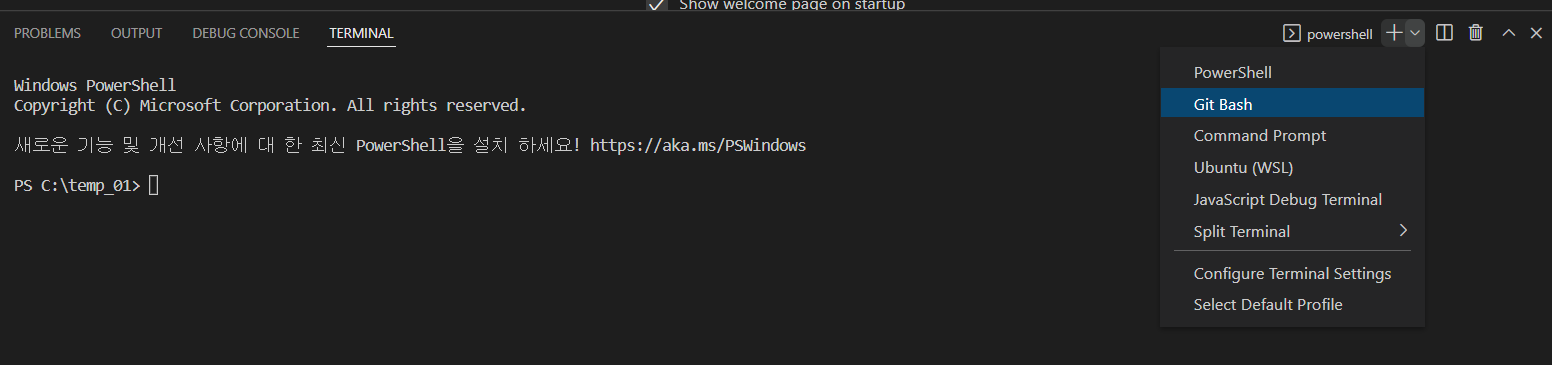 Show welcome page on startup
PROBLEMS OUTPUT DEBUG CONSOLE TERMINAL powershell
Windows PowerShell
Copyright (C) Microsoft Corporation. All rights reserved.
새로운 기능 및 개선 사항에 대 한 최신 PowerShell을 설치 하세요! https://aka.ms/PSWindows
PS C:\temp_01>
PowerShell
Git Bash
Command Prompt
Ubuntu (WSL)
JavaScript Debug Terminal
Split Terminal
Configure Terminal Settings
Select Default Profile